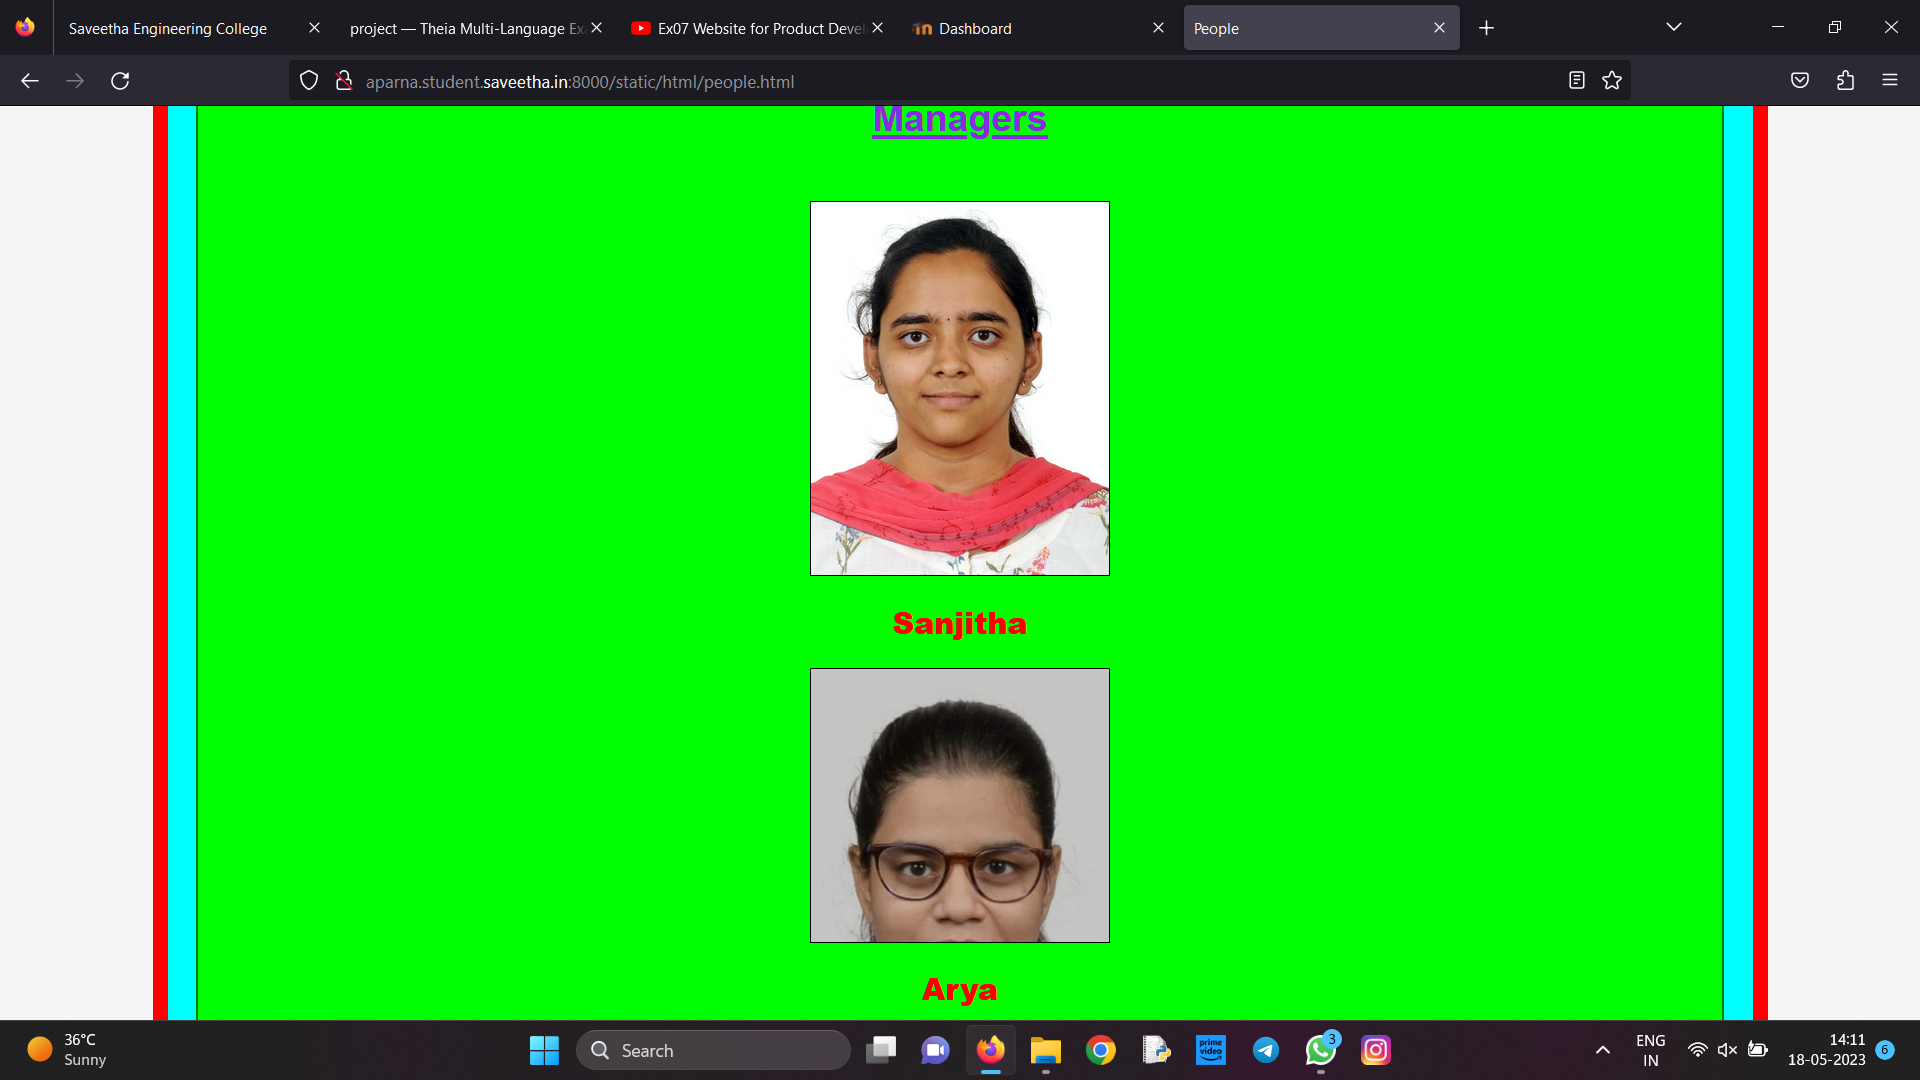 Saveetha Engineering College
project — Theia Multi-Language Ex
Ex07 Website for Product Devel
Dashboard
People
aparna.student.saveetha.in:8000/static/html/people.html
Managers
Sanjitha
Arya
36°C
Sunny
Search
prime video
3
ENG
IN
14:11
18-05-2023
6